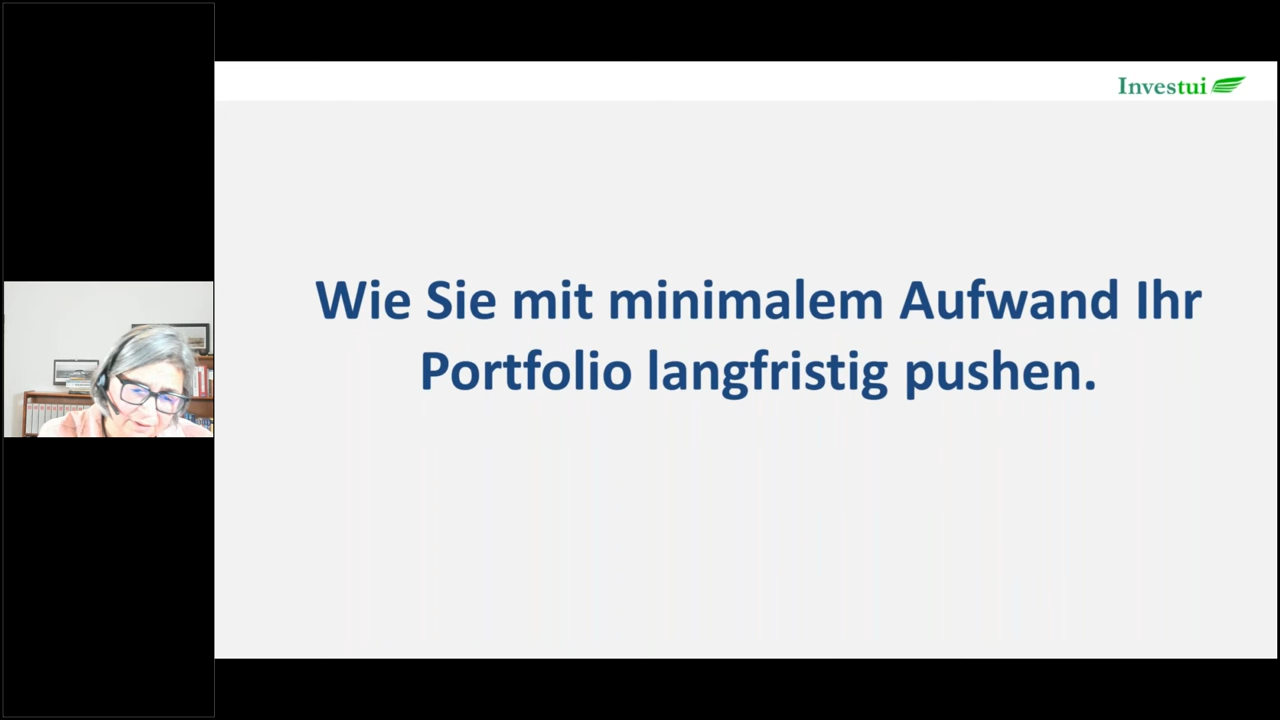 Investui
Wie Sie mit minimalem Aufwand Ihr
Portfolio langfristig pushen.